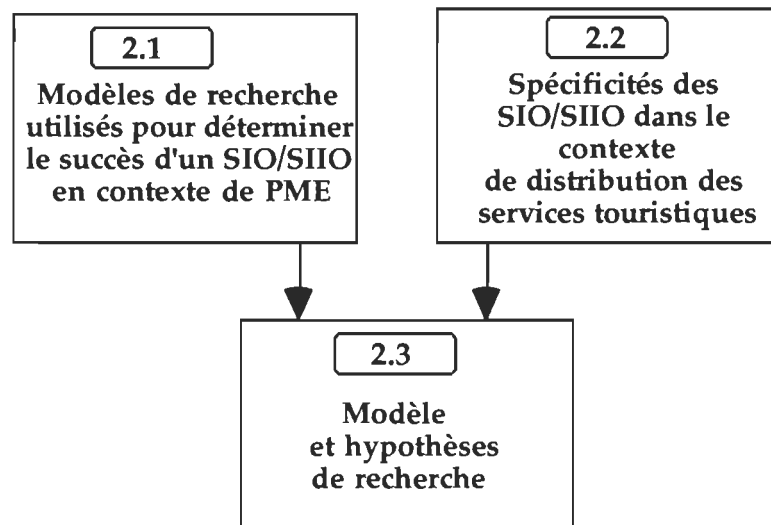 2.1
Modèles de recherche
utilisés pour déterminer
le succès d'un SIO/SIIO
en contexte de PME
2.2
Spécificités des
SIO/SIIO dans le
contexte
de distribution des
services touristiques
2.3
Modèle
et hypothèses
de recherche